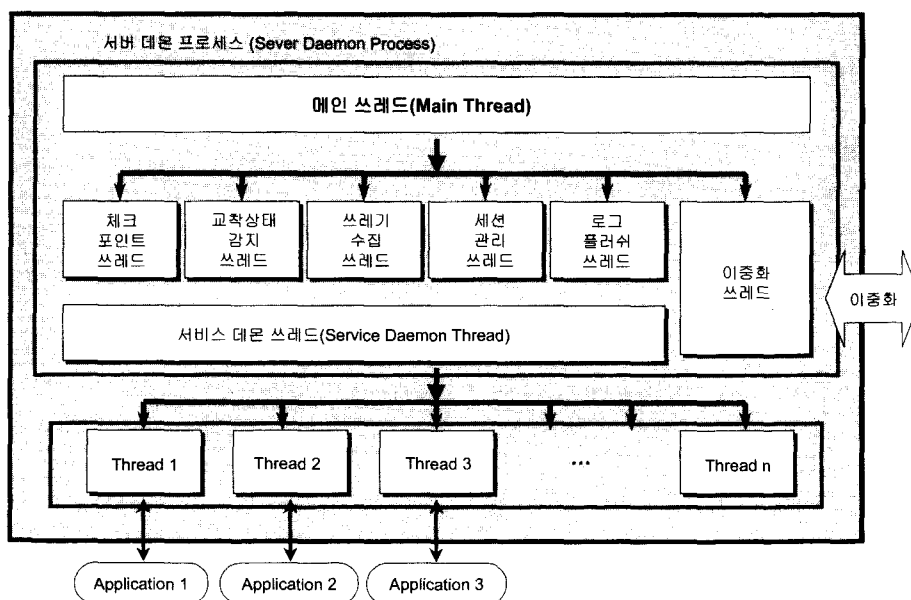 서버 데몬 프로세스 (Sever Daemon Process)
메인 쓰레드(Main Thread)
체크
포인트
쓰레드
교착상태
감지
쓰레드
쓰레기
수집
쓰레드
세션
관리
쓰레드
로그
플러쉬
쓰레드
이중화
쓰레드
이중화
서비스 데몬 쓰레드(Service Daemon Thread)
Thread 1
Thread 2
Thread 3
...
Thread n
Application 1
Application 2
Application 3